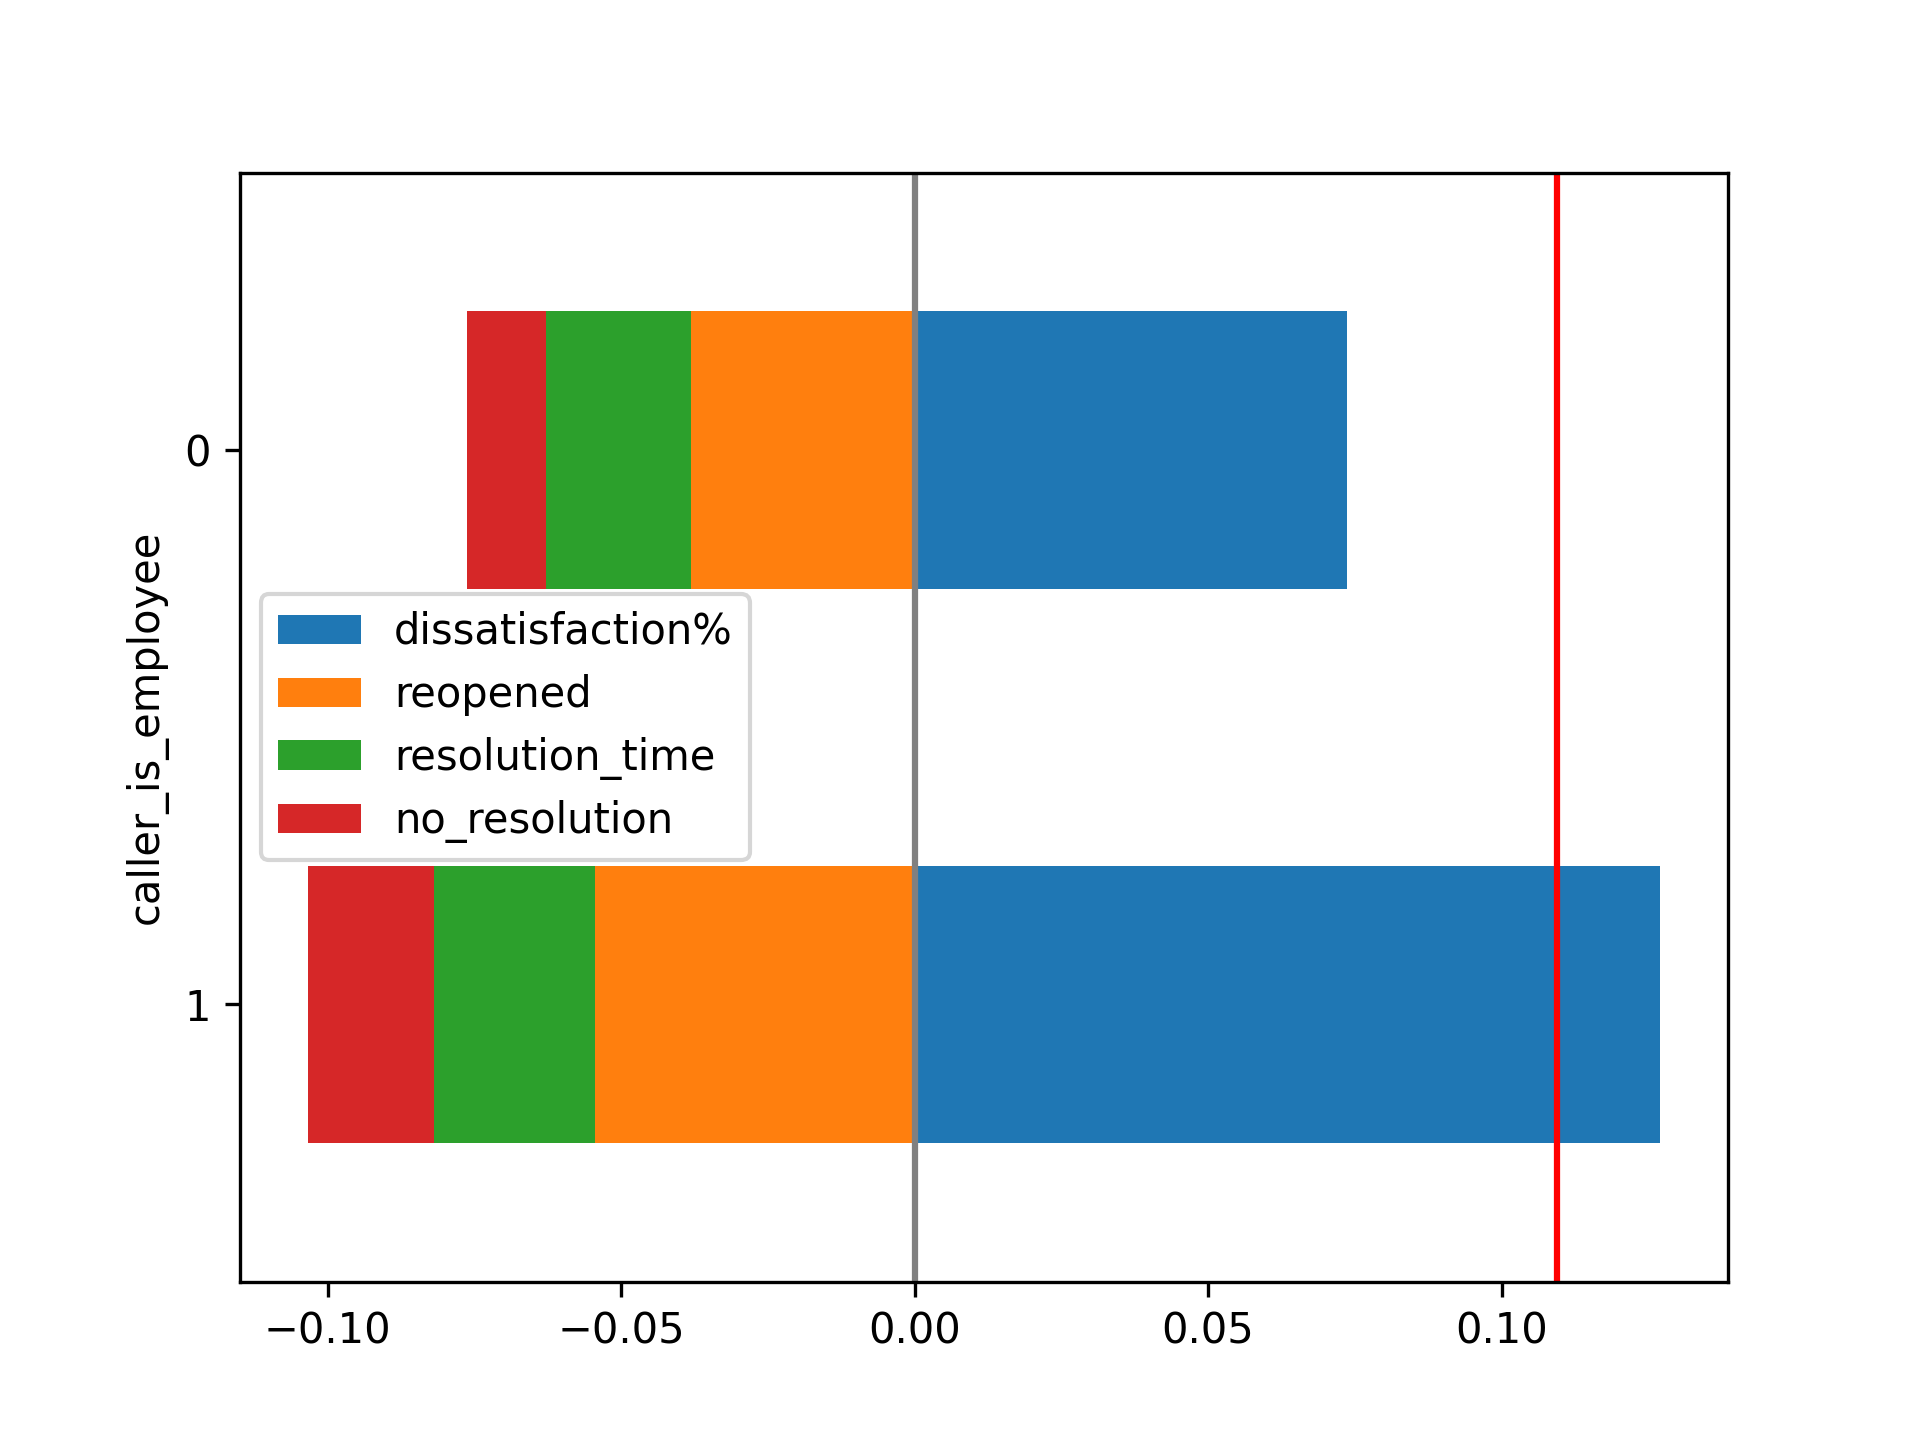 0
caller_is_employee
dissatisfaction%
reopened
resolution_time
no_resolution
1
−0.10 −0.05 0.00 0.05 0.10